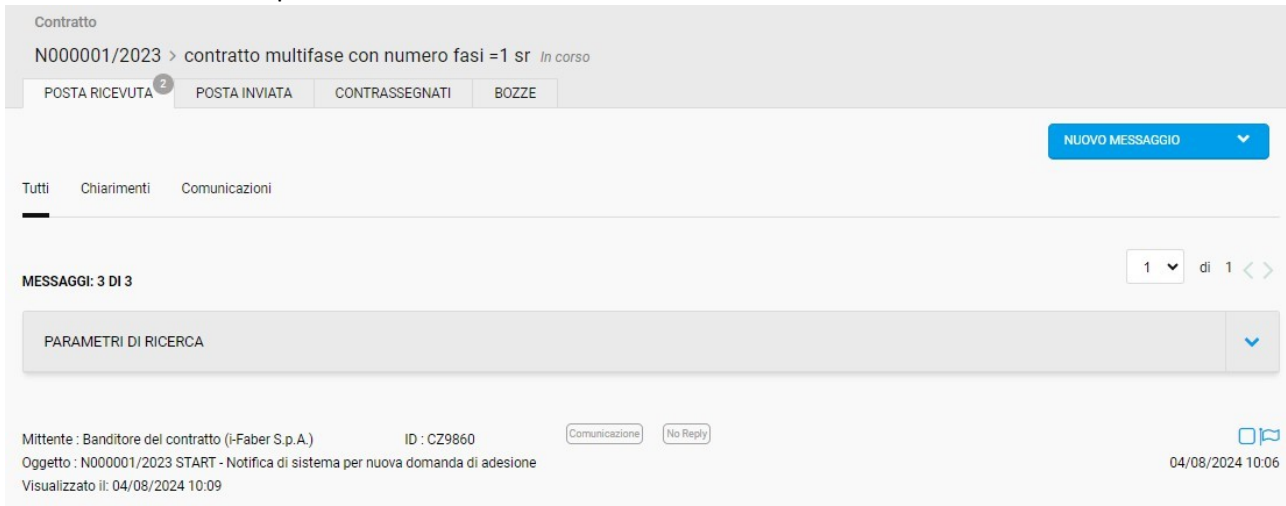 Contratto
N000001/2023 > contratto multifase con numero fasi =1 sr In corso
POSTA RICEVUTA 2 POSTA INVIATA CONTRASSEGNATI BOZZE
NUOVO MESSAGGIO
Tutti Chiarimenti Comunicazioni
1 di 1
MESSAGGI: 3 DI 3
PARAMETRI DI RICERCA
Mittente : Banditore del contratto (i-Faber S.p.A.) ID : CZ9860 Comunicazione No Reply
Oggetto : N000001/2023 START - Notifica di sistema per nuova domanda di adesione 04/08/2024 10:06
Visualizzato il: 04/08/2024 10:09